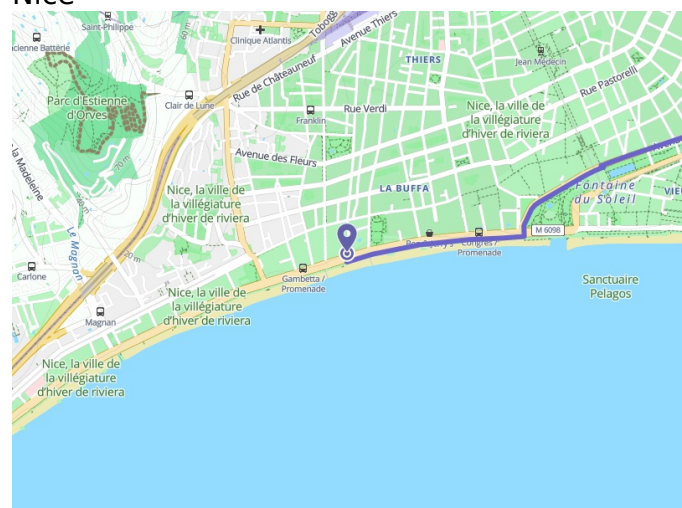 Nice
Saint-Philippe
Clinique Atlantis
Avenue Thiers
THIERS
Jean Médecin
Rue de Châteauneuf
Rue Pastorelli
Parc d'Estienne
d'Orves
Clair de Lune
Franklin
Rue Verdi
Nice, la ville de
la villégiature
d'hiver de riviera
70 m
Avenue des Fleurs
LA BUFFA
Nice, la ville de
la villégiature
d'hiver de riviera
Fontaine
du Soleil
Le Magnan
20 m
M 6098
Congrès /
Promenade
Carlone
Gambetta /
Promenade
Sanctuaire
Pelagos
Magnan
Nice, la ville de
la villégiature
d'hiver de riviera
Nice, la ville de
la villégiature
d'hiver de riviera